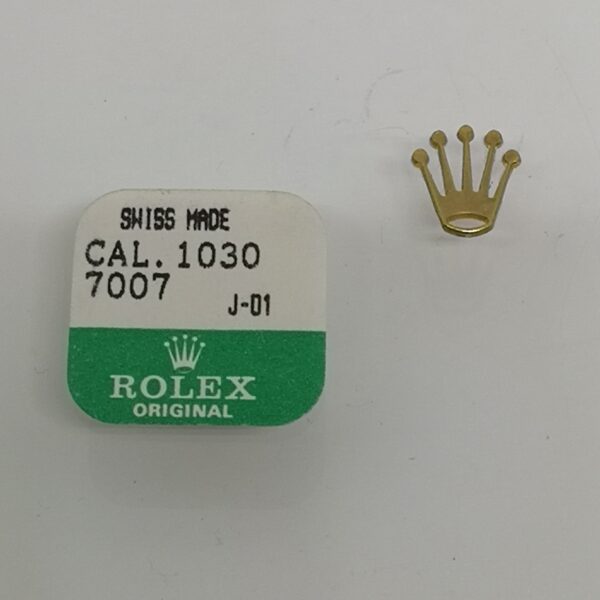 SWISS MADE
CAL. 1030
7007
J-01
ROLEX
ORIGINAL